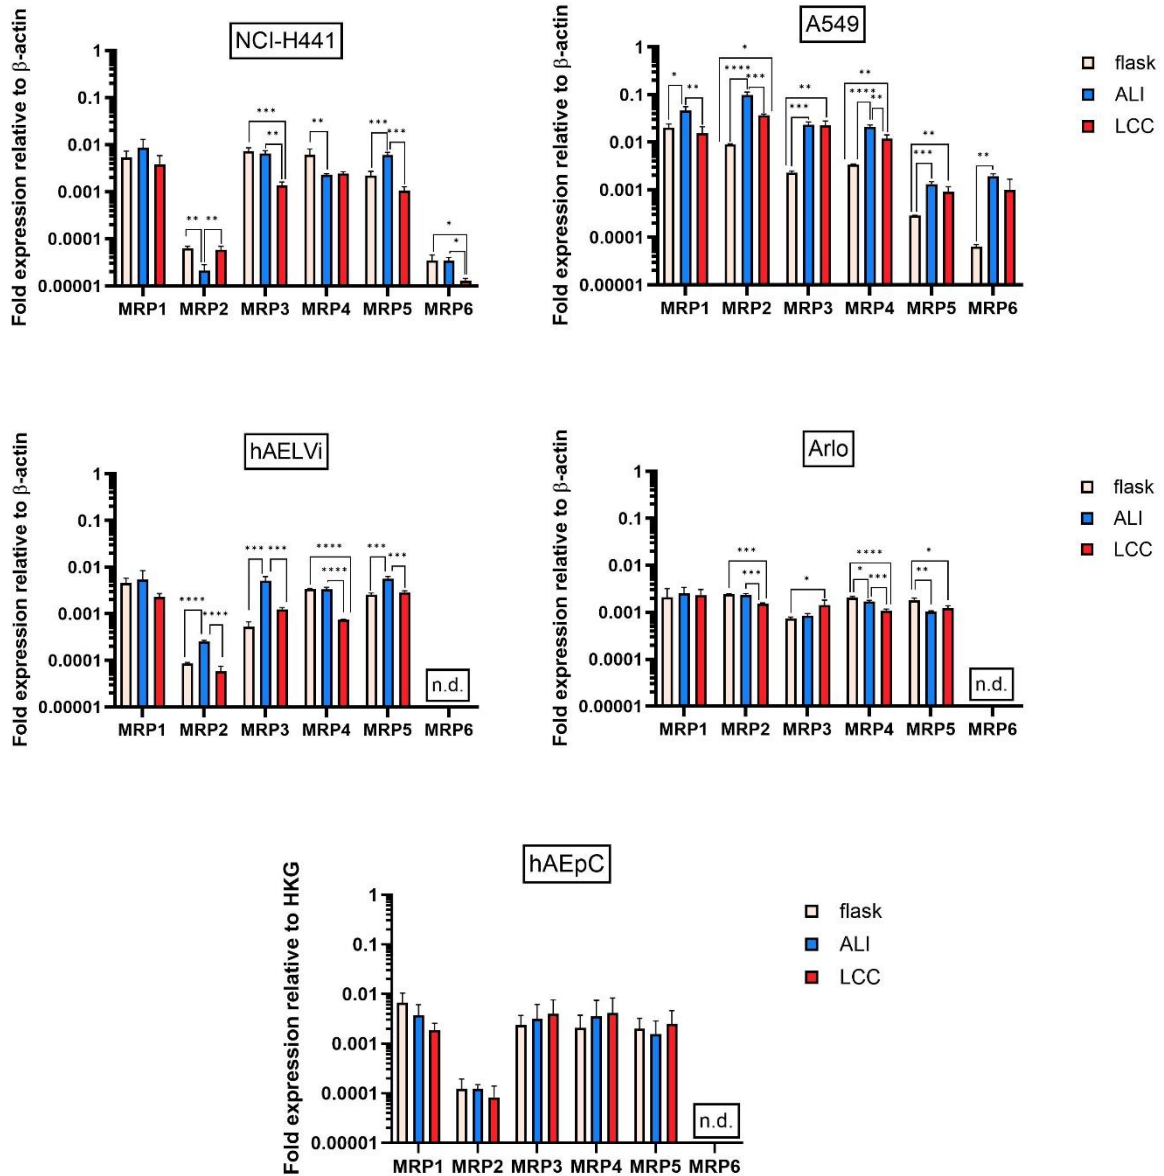 NCI-H441
Fold expression relative to β-actin
1
0.1
0.01
0.001
0.0001
0.00001
*** ** ** *** ***
** ** * *
MRP1 MRP2 MRP3 MRP4 MRP5 MRP6
A549
Fold expression relative to β-actin
1
0.1
0.01
0.001
0.0001
0.00001
* ** * **** *** ** *** ** **** ** ** *** **
MRP1 MRP2 MRP3 MRP4 MRP5 MRP6
flask
ALI
LCC
hAELVi
Fold expression relative to β-actin
1
0.1
0.01
0.001
0.0001
0.00001
**** **** *** *** **** **** *** ***
n.d.
MRP1 MRP2 MRP3 MRP4 MRP5 MRP6
Arlo
Fold expression relative to β-actin
1
0.1
0.01
0.001
0.0001
0.00001
*** *** * **** * *** * **
n.d.
MRP1 MRP2 MRP3 MRP4 MRP5 MRP6
flask
ALI
LCC
hAEpC
Fold expression relative to HKG
1
0.1
0.01
0.001
0.0001
0.00001
n.d.
MRP1 MRP2 MRP3 MRP4 MRP5 MRP6
flask
ALI
LCC